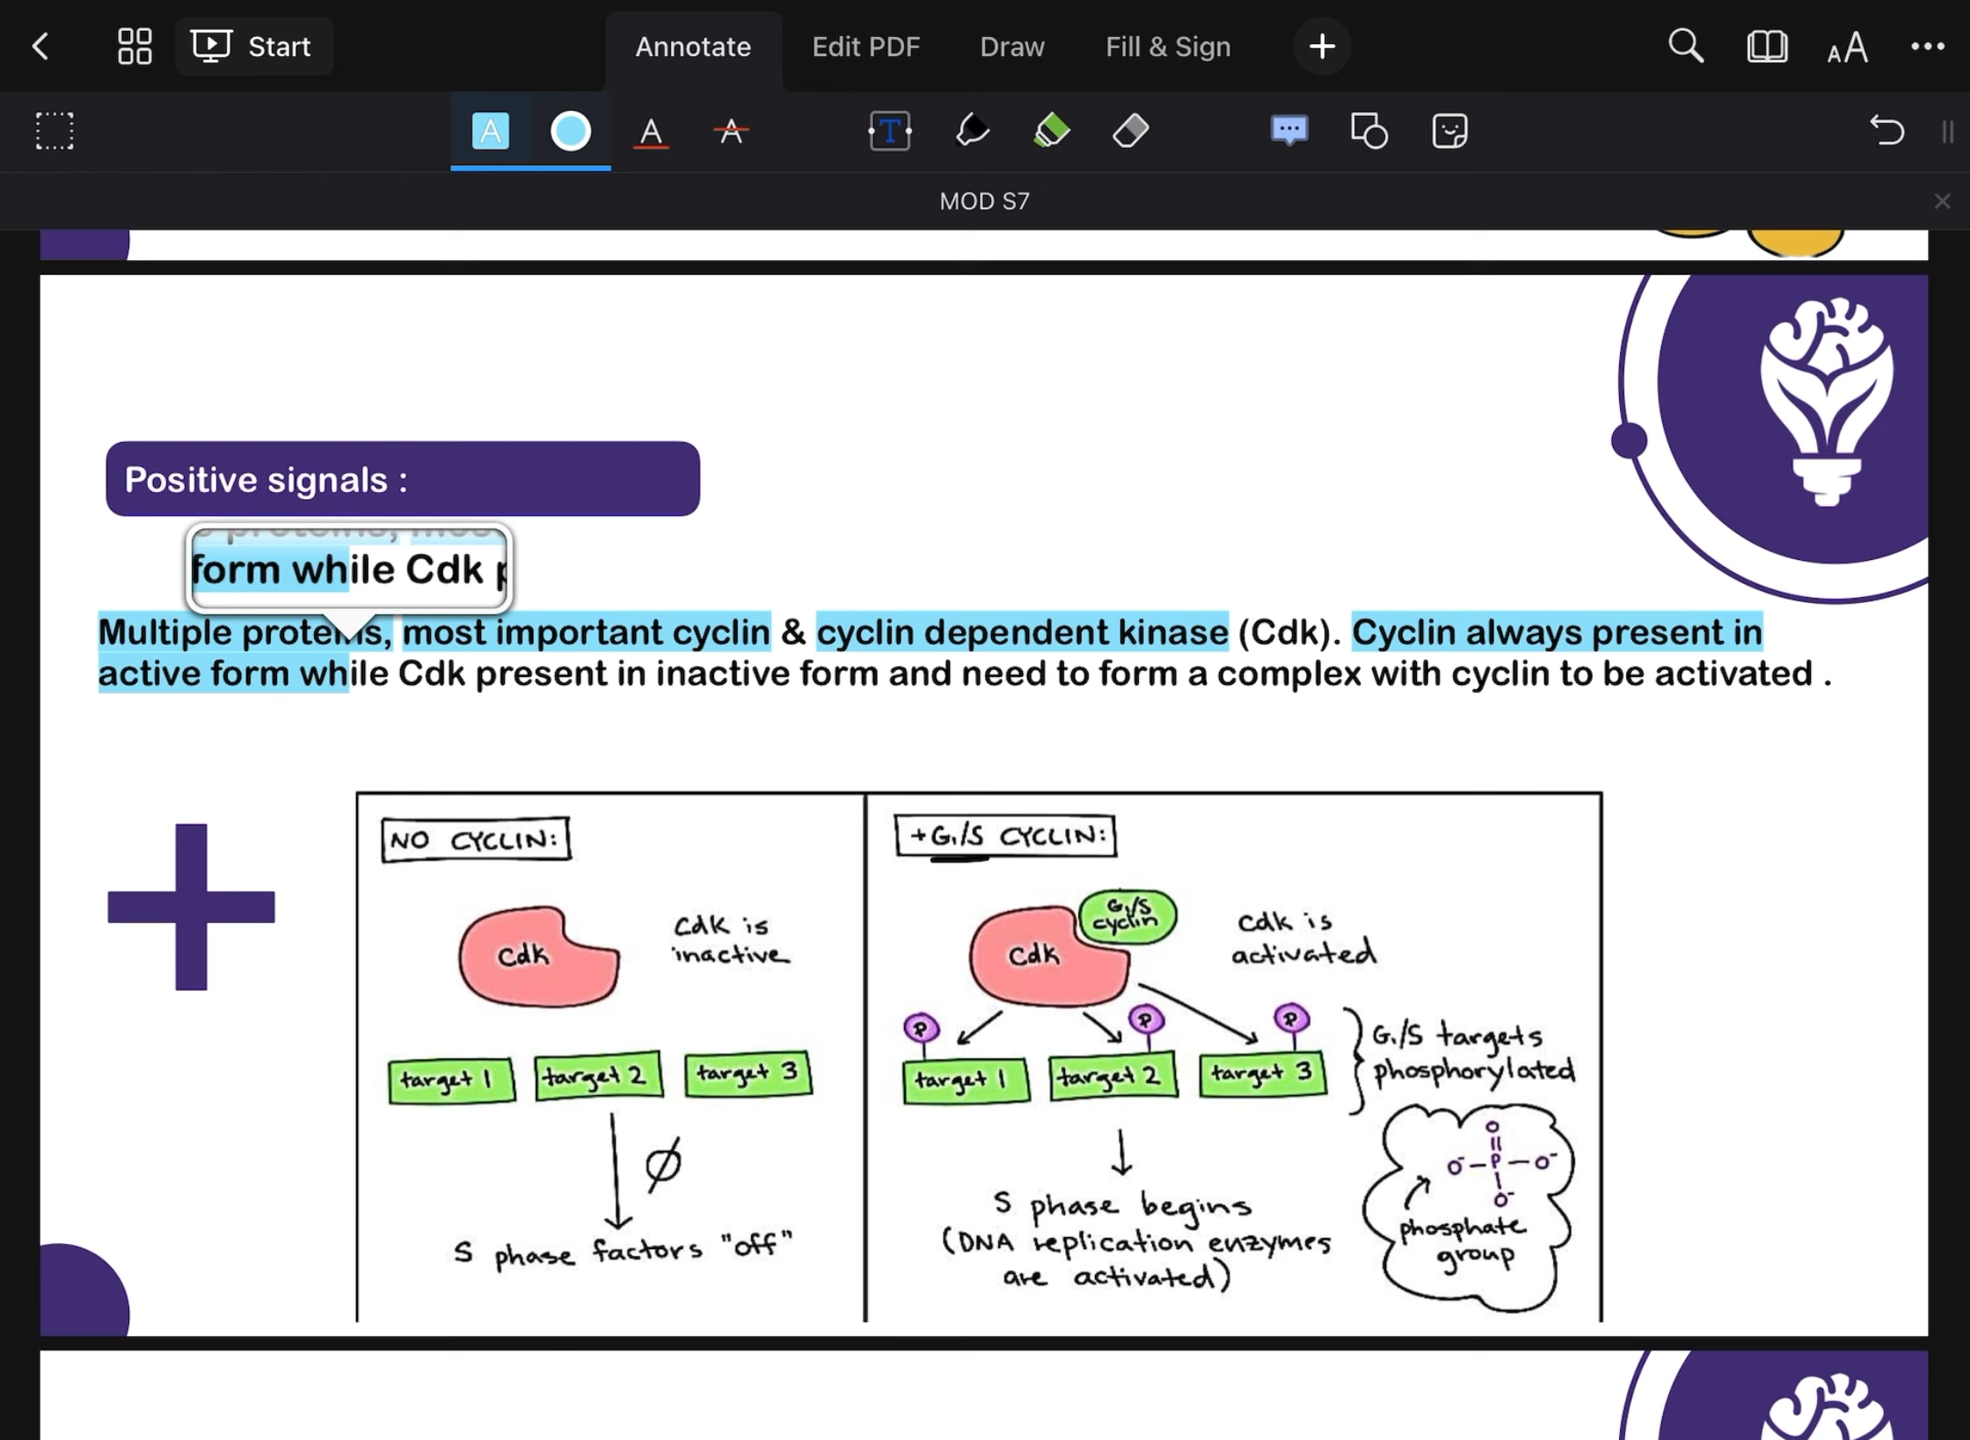 Start
Annotate
Edit PDF
Draw
Fill & Sign
AA
A
A
A
T
MOD S7
Positive signals :
form while Cdk
Multiple proteins, most important cyclin & cyclin dependent kinase (Cdk). Cyclin always present in
active form while Cdk present in inactive form and need to form a complex with cyclin to be activated .
NO CYCLIN:
Cdk
Cdk is
inactive
target 1
target 2
target 3
Ø
S phase factors "off"
+G₁/S CYCLIN:
G₁/S
cyclin
Cdk
Cdk is
activated
P
P
P
target 1
target 2
target 3
G₁/S targets
phosphorylated
S phase begins
(DNA replication enzymes
are activated)
O
O⁻-P-O⁻
O⁻
phosphate
group